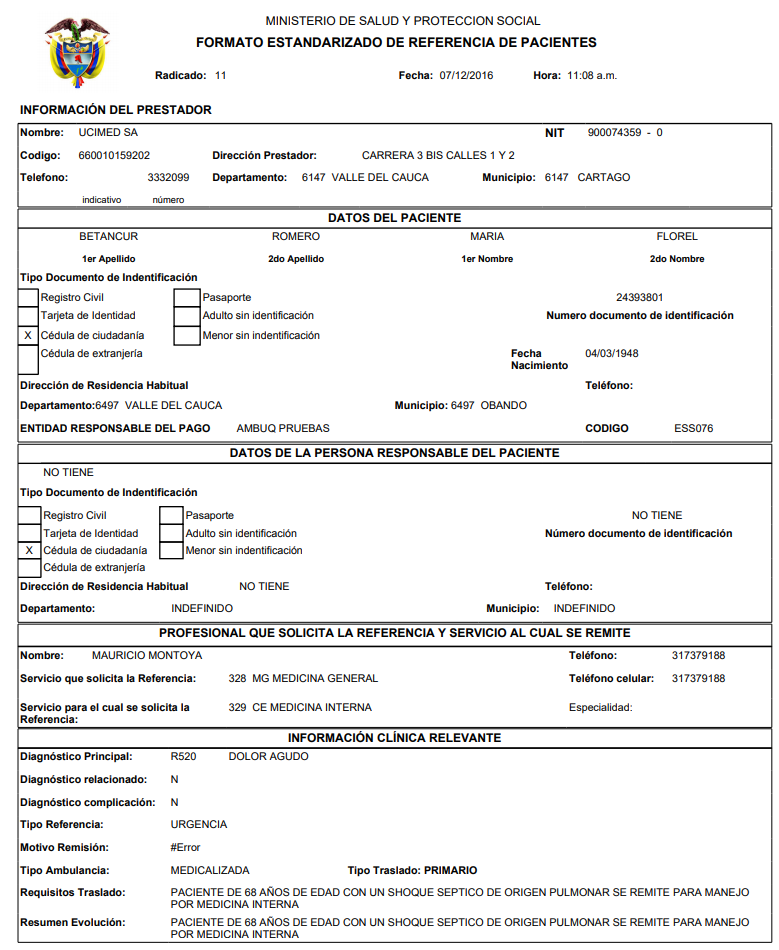 MINISTERIO DE SALUD Y PROTECCION SOCIAL
FORMATO ESTANDARIZADO DE REFERENCIA DE PACIENTES
Radicado: 11 Fecha: 07/12/2016 Hora: 11:08 a.m.
INFORMACIÓN DEL PRESTADOR
Nombre: UCIMED SA NIT 900074359 - 0
Codigo: 660010159202 Dirección Prestador: CARRERA 3 BIS CALLES 1 Y 2
Telefono: 3332099 Departamento: 6147 VALLE DEL CAUCA Municipio: 6147 CARTAGO
indicativo número
DATOS DEL PACIENTE
BETANCUR ROMERO MARIA FLOREL
1er Apellido 2do Apellido 1er Nombre 2do Nombre
Tipo Documento de Indentificación
Registro Civil Pasaporte 24393801
Tarjeta de Identidad Adulto sin identificación Numero documento de identificación
X Cédula de ciudadanía Menor sin indentificación
Cédula de extranjería Fecha Nacimiento 04/03/1948
Dirección de Residencia Habitual Teléfono:
Departamento:6497 VALLE DEL CAUCA Municipio: 6497 OBANDO
ENTIDAD RESPONSABLE DEL PAGO AMBUQ PRUEBAS CODIGO ESS076
DATOS DE LA PERSONA RESPONSABLE DEL PACIENTE
NO TIENE
Tipo Documento de Indentificación
Registro Civil Pasaporte NO TIENE
Tarjeta de Identidad Adulto sin identificación Número documento de identificación
X Cédula de ciudadanía Menor sin indentificación
Cédula de extranjería
Dirección de Residencia Habitual NO TIENE Teléfono:
Departamento: INDEFINIDO Municipio: INDEFINIDO
PROFESIONAL QUE SOLICITA LA REFERENCIA Y SERVICIO AL CUAL SE REMITE
Nombre: MAURICIO MONTOYA Teléfono: 317379188
Servicio que solicita la Referencia: 328 MG MEDICINA GENERAL Teléfono celular: 317379188
Servicio para el cual se solicita la 329 CE MEDICINA INTERNA Especialidad:
Referencia:
INFORMACIÓN CLÍNICA RELEVANTE
Diagnóstico Principal: R520 DOLOR AGUDO
Diagnóstico relacionado: N
Diagnóstico complicación: N
Tipo Referencia: URGENCIA
Motivo Remisión: #Error
Tipo Ambulancia: MEDICALIZADA Tipo Traslado: PRIMARIO
Requisitos Traslado: PACIENTE DE 68 AÑOS DE EDAD CON UN SHOQUE SEPTICO DE ORIGEN PULMONAR SE REMITE PARA MANEJO
POR MEDICINA INTERNA
Resumen Evolución: PACIENTE DE 68 AÑOS DE EDAD CON UN SHOQUE SEPTICO DE ORIGEN PULMONAR SE REMITE PARA MANEJO
POR MEDICINA INTERNA